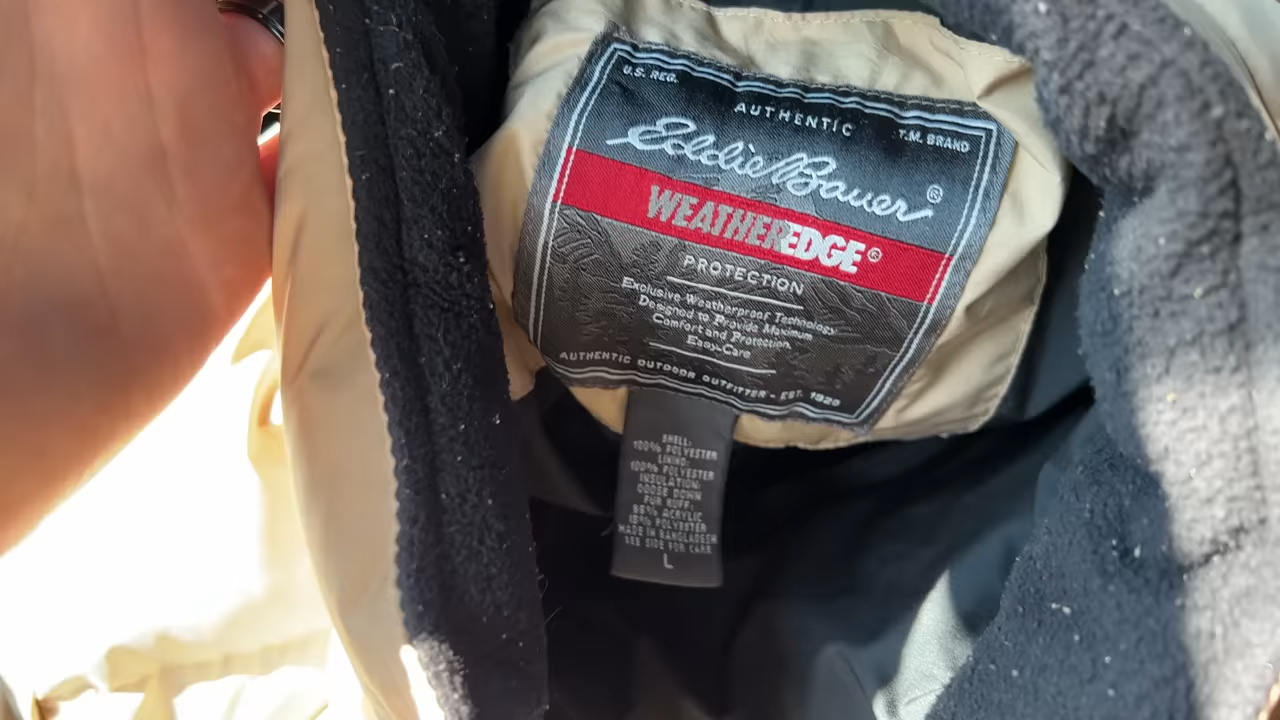 U.S. REG.
AUTHENTIC
T.M. BRAND
Eddie Bauer®
WEATHEREDGE®
PROTECTION
Exclusive Weatherproof Technology
Designed to Provide Maximum
Comfort and Protection.
Easy-Care
AUTHENTIC OUTDOOR OUTFITTER - EST. 1920
SHELL:
100% POLYESTER
LINING:
100% POLYESTER
INSULATION:
GOOSE DOWN
FUR RUFF:
ACRYLIC
POLYESTER
MADE IN BANGLADESH
SEE SIDE FOR CARE
L